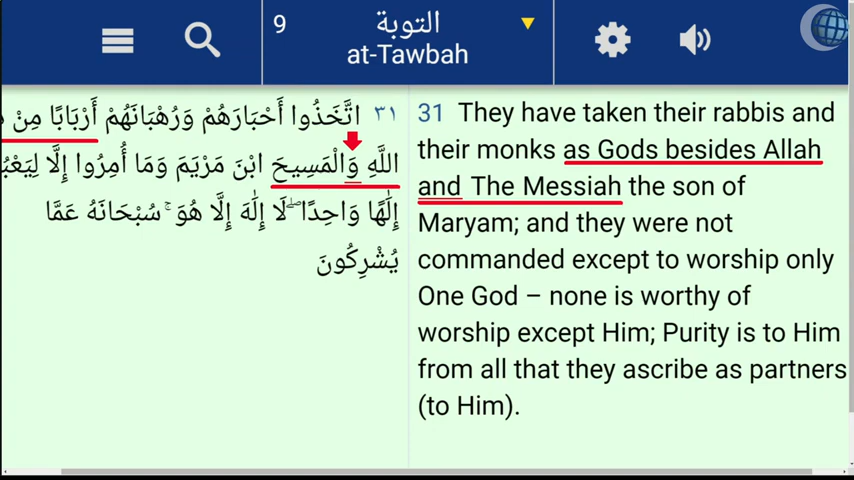 9
التوبة
at-Tawbah
٣١ اتَّخَذُوا أَحْبَارَهُمْ وَرُهْبَانَهُمْ أَرْبَابًا مِنْ
اللَّهِ وَالْمَسِيحَ ابْنَ مَرْيَمَ وَمَا أُمِرُوا إِلَّا
إِلَٰهًا وَاحِدًا ۖ لَا إِلَٰهَ إِلَّا هُوَ ۚ سُبْحَانَهُ عَمَّا
يُشْرِكُونَ
31 They have taken their rabbis and
their monks as Gods besides Allah
and The Messiah the son of
Maryam; and they were not
commanded except to worship only
One God – none is worthy of
worship except Him; Purity is to Him
from all that they ascribe as partners
(to Him).